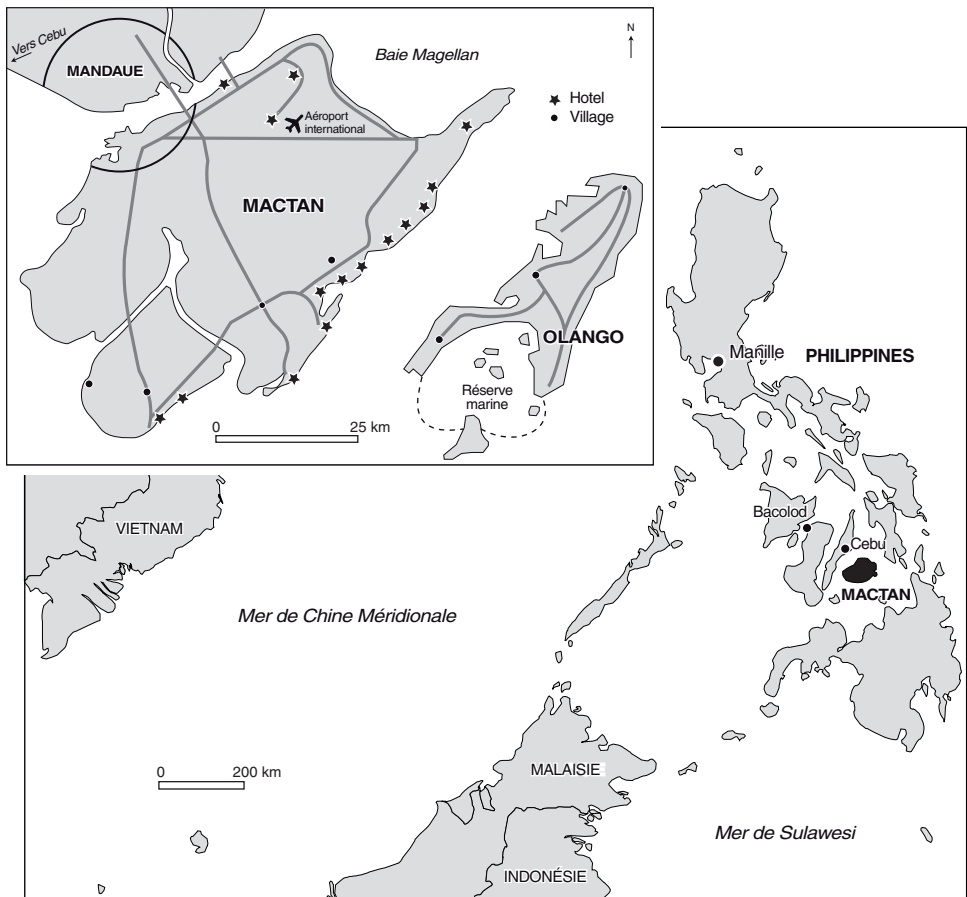 Vers Cebu
MANDAUE
Baie Magellan
N
Hotel
Village
Aéroport
international
MACTAN
OLANGO
Réserve
marine
0 25 km
Manille
PHILIPPINES
VIETNAM
Bacolod
Cebu
MACTAN
Mer de Chine Méridionale
0 200 km
MALAISIE
Mer de Sulawesi
INDONÉSIE